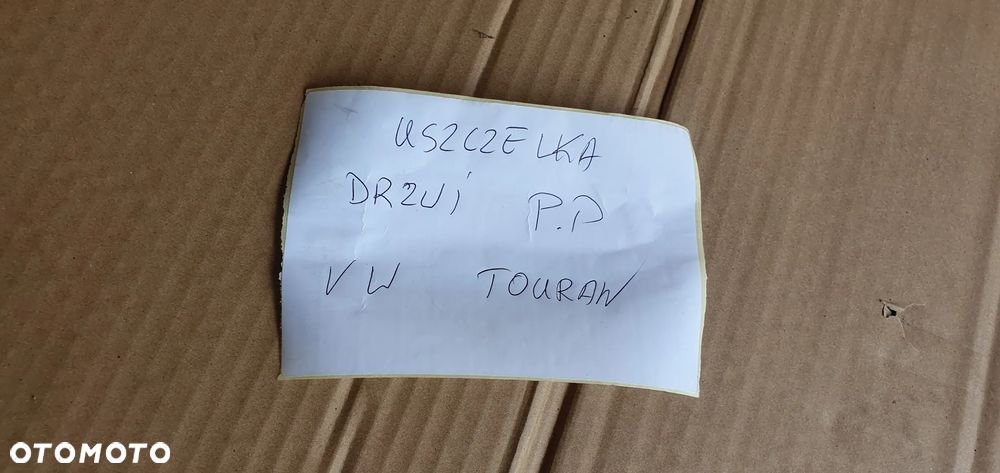 USZCZELKA
DRZWI P.P
VW TOURAN
OTOMOTO